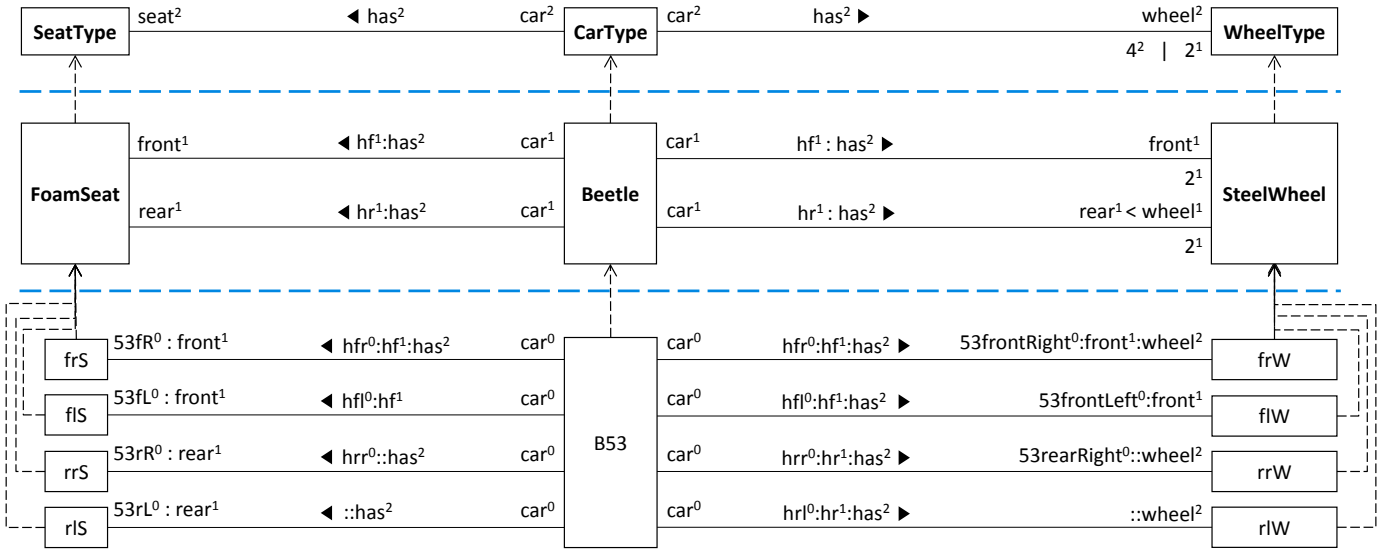 seat² ◄ has² car² car² has² ► wheel²
SeatType CarType WheelType
4² | 2¹
front¹ ◄ hf¹:has² car¹ car¹ hf¹ : has² ► front¹
2¹
FoamSeat Beetle SteelWheel
rear¹ ◄ hr¹:has² car¹ car¹ hr¹ : has² ► rear¹ < wheel¹
2¹
53fR⁰ : front¹ ◄ hfr⁰:hf¹:has² car⁰ car⁰ hfr⁰:hf¹:has² ► 53frontRight⁰:front¹:wheel²
frS frW
53fL⁰ : front¹ ◄ hfl⁰:hf¹ car⁰ car⁰ hfl⁰:hf¹:has² ► 53frontLeft⁰:front¹
flS flW
B53
53rR⁰ : rear¹ ◄ hrr⁰::has² car⁰ car⁰ hrr⁰:hr¹:has² ► 53rearRight⁰::wheel²
rrS rrW
53rL⁰ : rear¹ ◄ ::has² car⁰ car⁰ hrl⁰:hr¹:has² ► ::wheel²
rlS rlW